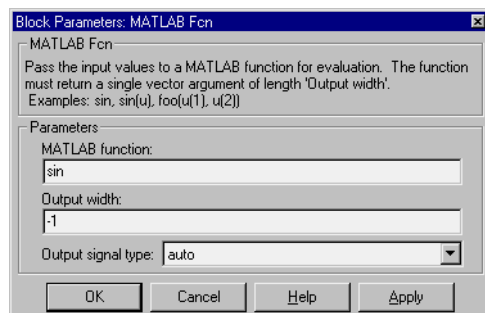 Block Parameters: MATLAB Fcn
MATLAB Fcn
Pass the input values to a MATLAB function for evaluation. The function
must return a single vector argument of length 'Output width'.
Examples: sin, sin(u), foo(u(1), u(2))
Parameters
MATLAB function:
sin
Output width:
-1
Output signal type: auto
OK Cancel Help Apply